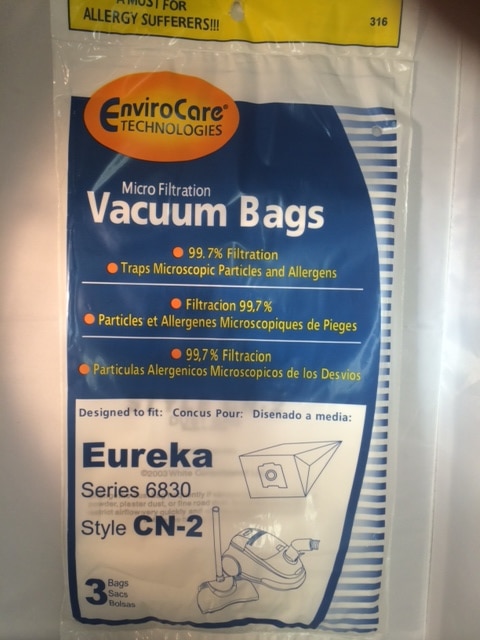 A MUST FOR
ALLERGY SUFFERERS!!!
316
EnviroCare®
TECHNOLOGIES
Micro Filtration
Vacuum Bags
99.7% Filtration
Traps Microscopic Particles and Allergens
Filtracion 99,7%
Particles et Allergenes Microscopiques de Pieges
99,7% Filtracion
Particulas Alergenicos Microscopicos de los Desvios
Designed to fit: Concus Pour: Disenado a media:
Eureka
Series 6830
Style CN-2
3 Bags
Sacs
Bolsas